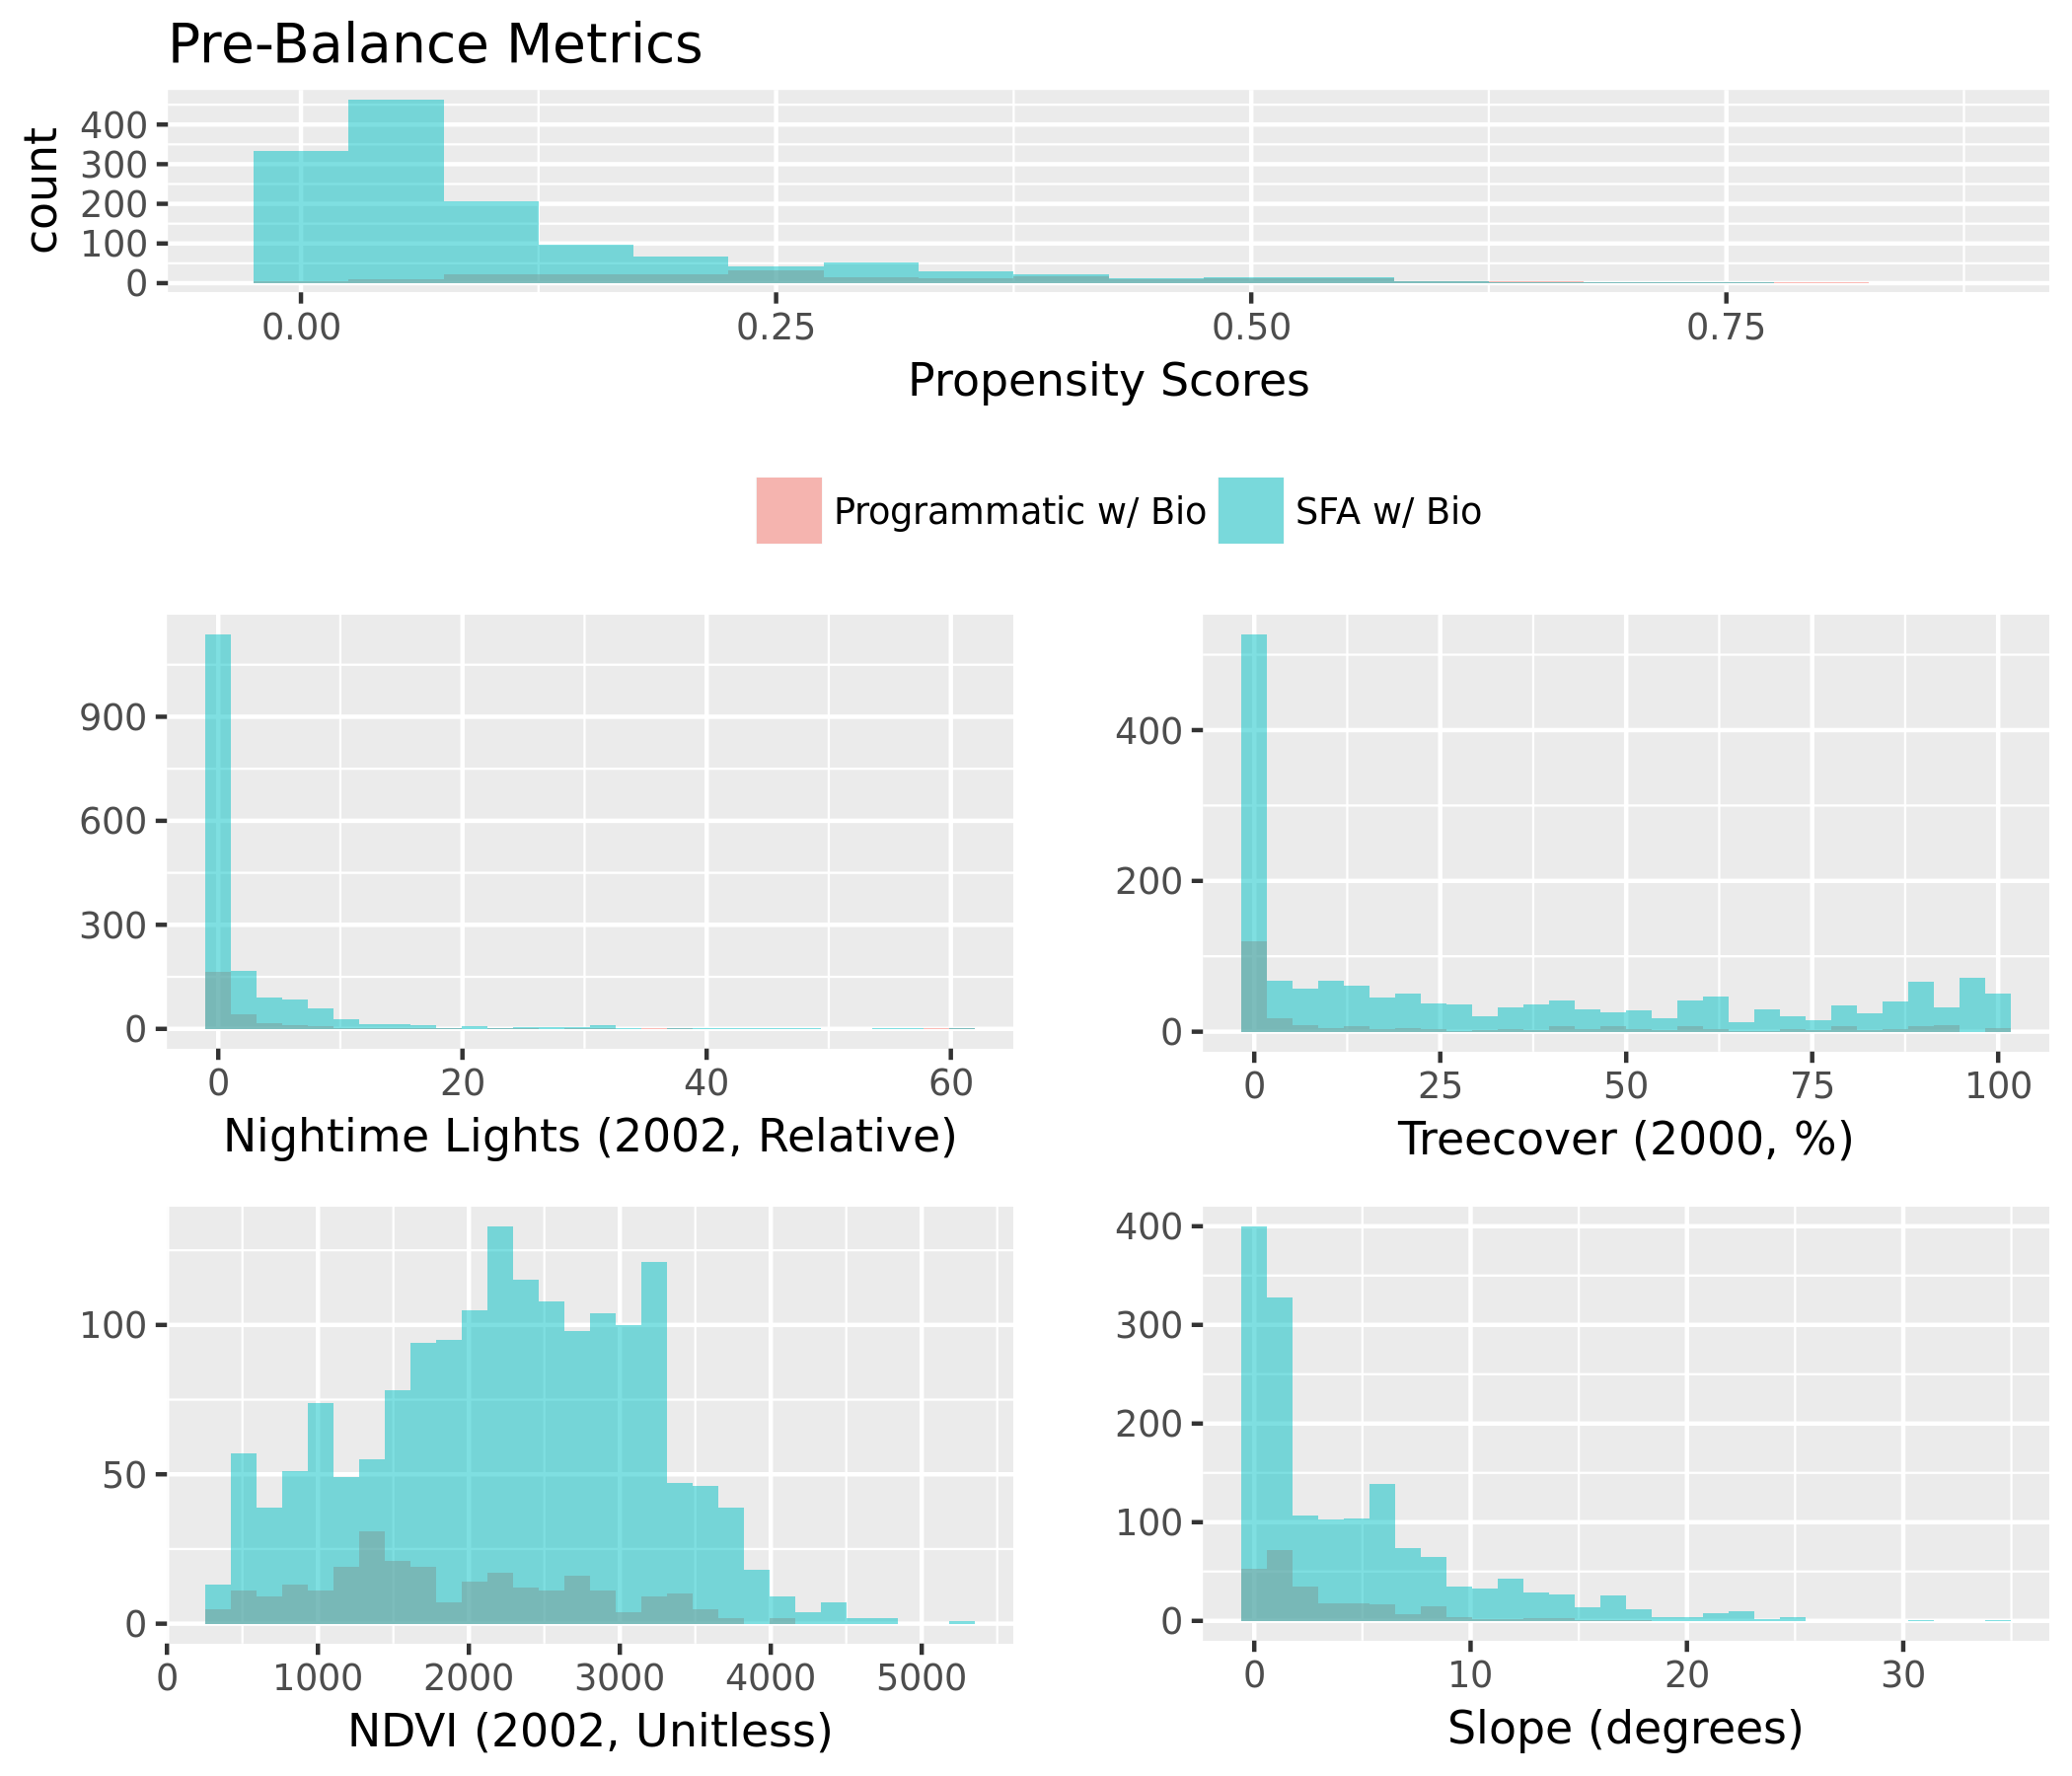 Pre-Balance Metrics
count
400
300
200
100
0
0.00 0.25 0.50 0.75
Propensity Scores
Programmatic w/ Bio SFA w/ Bio
900
600
300
0
0 20 40 60
Nightime Lights (2002, Relative)
400
200
0
0 25 50 75 100
Treecover (2000, %)
100
50
0
0 1000 2000 3000 4000 5000
NDVI (2002, Unitless)
400
300
200
100
0
0 10 20 30
Slope (degrees)